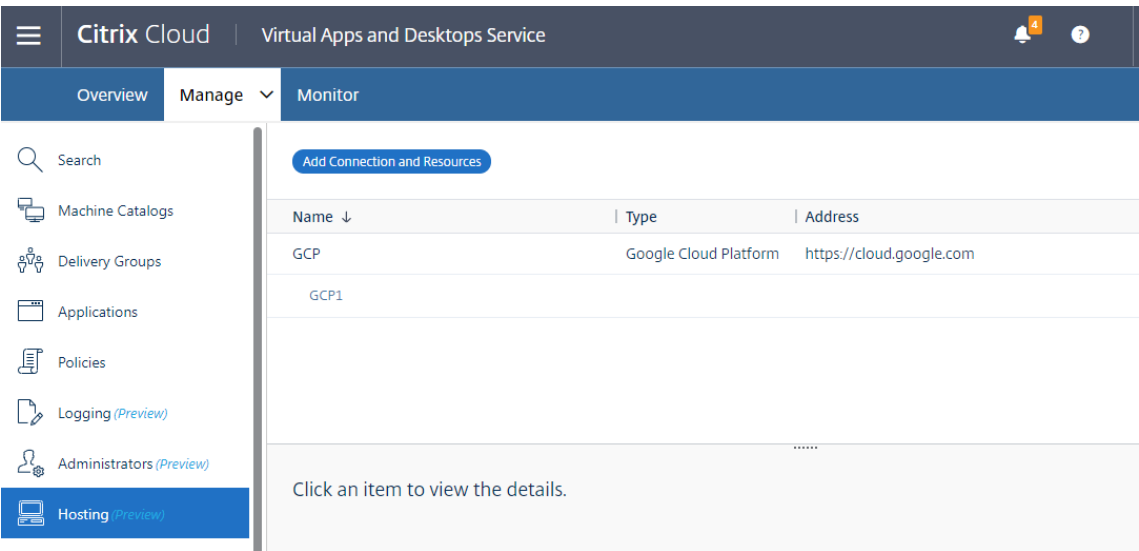 Citrix Cloud | Virtual Apps and Desktops Service 4 ?
Overview Manage Monitor
Search
Machine Catalogs
Delivery Groups
Applications
Policies
Logging (Preview)
Administrators (Preview)
Hosting (Preview)
Add Connection and Resources
Name ↓ Type Address
GCP Google Cloud Platform https://cloud.google.com
GCP1
Click an item to view the details.